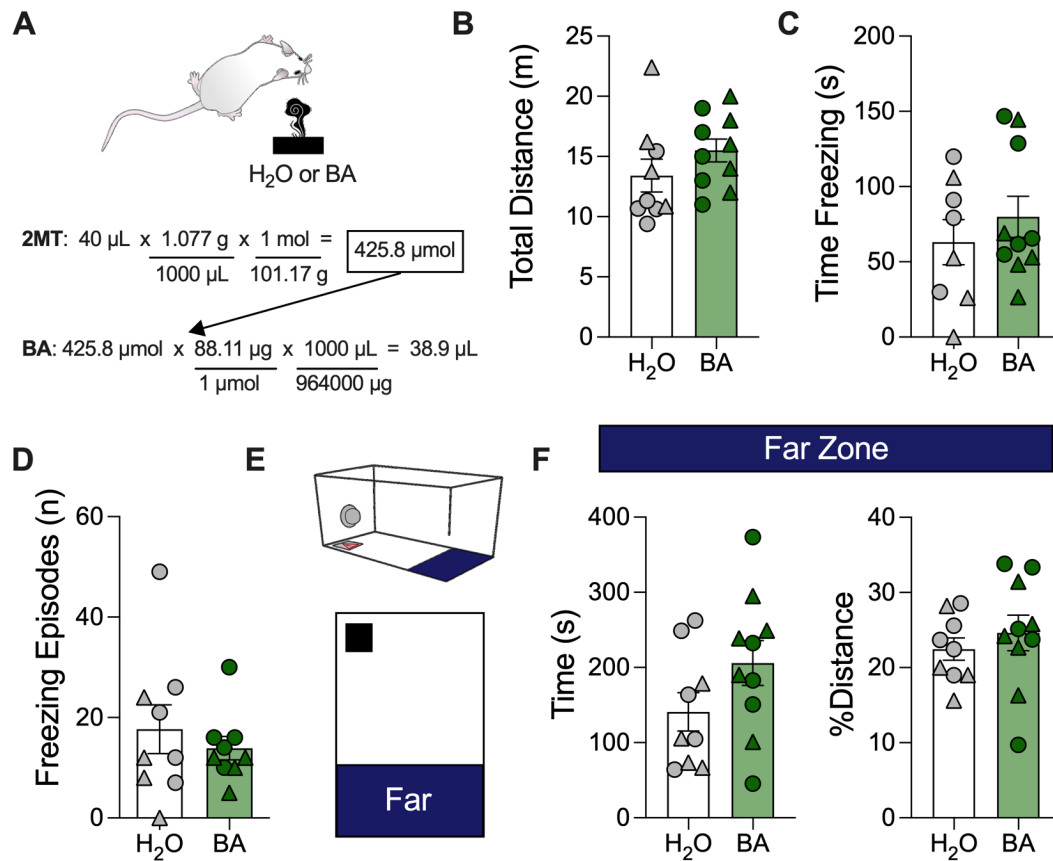 A
H₂O or BA
2MT: 40 µL x 1.077 g x 1 mol = 425.8 µmol
1000 µL 101.17 g
BA: 425.8 µmol x 88.11 µg x 1000 µL = 38.9 µL
1 µmol 964000 µg
B
Total Distance (m)
25
20
15
10
5
0
H₂O BA
C
Time Freezing (s)
200
150
100
50
0
H₂O BA
D
Freezing Episodes (n)
60
40
20
0
H₂O BA
E
Far
F
Far Zone
Time (s)
400
300
200
100
0
H₂O BA
%Distance
40
30
20
10
0
H₂O BA